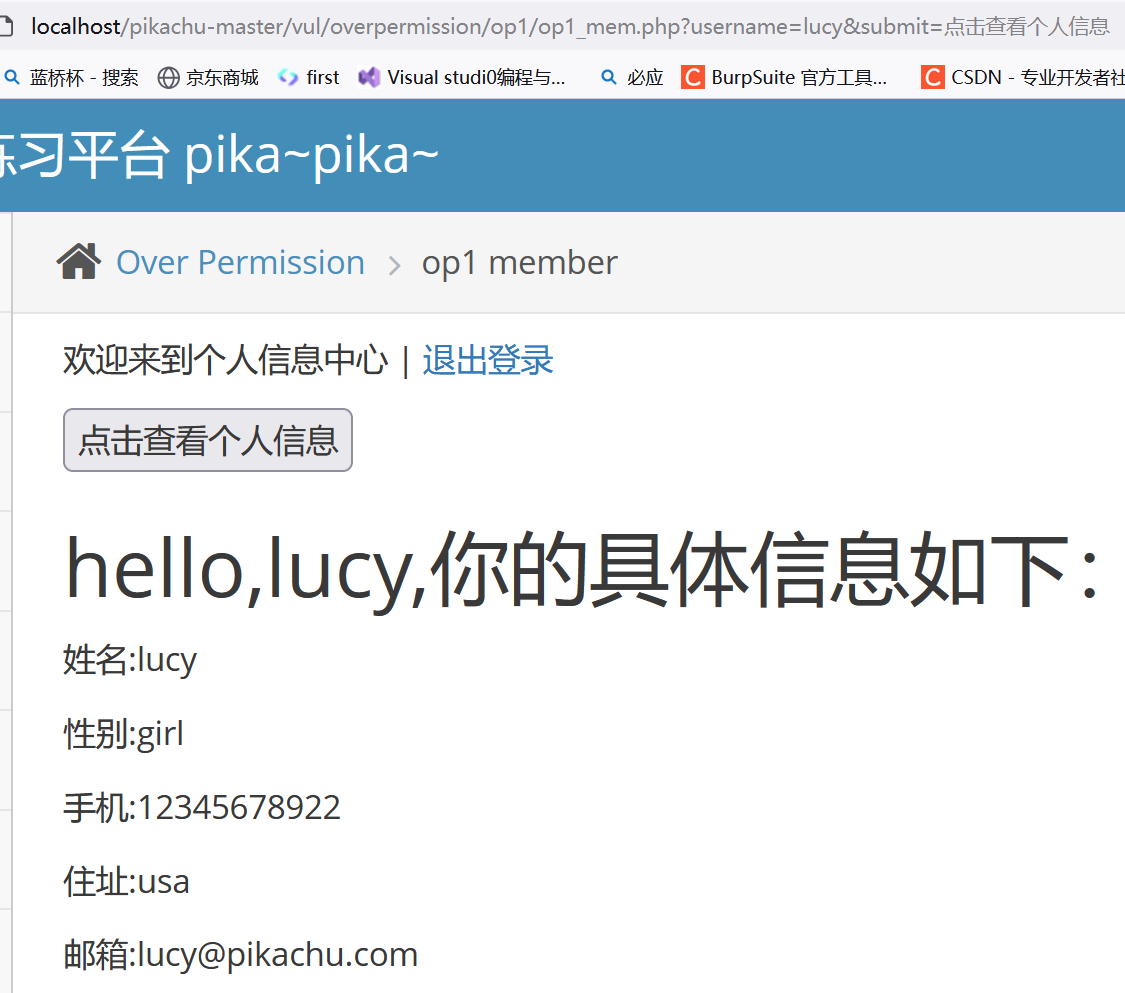 localhost/pikachu-master/vul/overpermission/op1/op1_mem.php?username=lucy&submit=点击查看个人信息
蓝桥杯 - 搜索 京东商城 first Visual studi0编程与... 必应 BurpSuite 官方工具... CSDN - 专业开发者社
练习平台 pika~pika~
Over Permission > op1 member
欢迎来到个人信息中心 | 退出登录
点击查看个人信息
hello,lucy,你的具体信息如下:
姓名:lucy
性别:girl
手机:12345678922
住址:usa
邮箱:lucy@pikachu.com